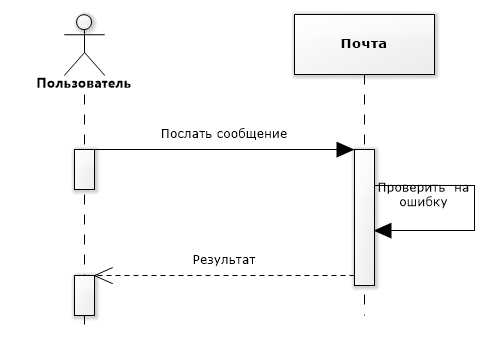 Почта
Пользователь
Послать сообщение
Проверить на
ошибку
Результат